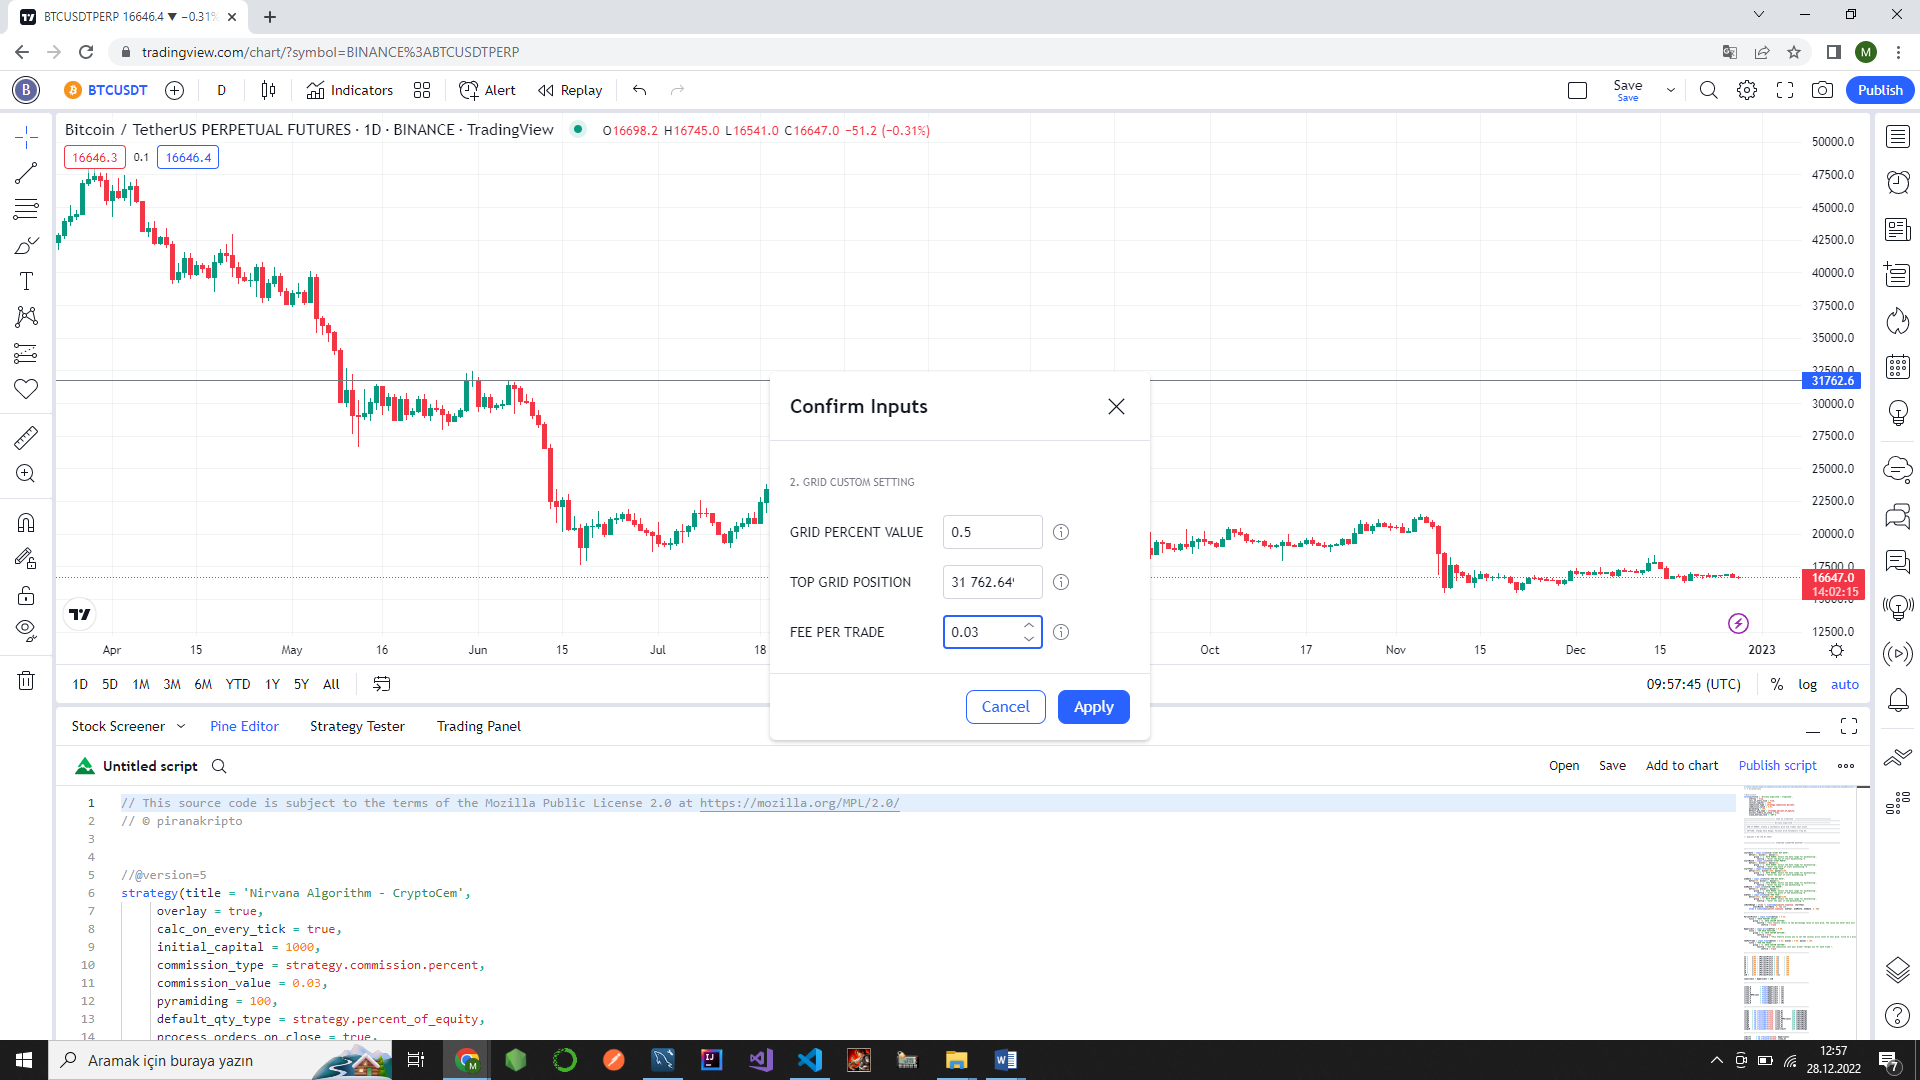 BTCUSDTPERP 16646.4 ▼ −0.31%
tradingview.com/chart/?symbol=BINANCE%3ABTCUSDTPERP
M
B BTCUSDT D Indicators Alert Replay Save Save Publish
Bitcoin / TetherUS PERPETUAL FUTURES · 1D · BINANCE · TradingView O16698.2 H16745.0 L16541.0 C16647.0 −51.2 (−0.31%)
16646.3 0.1 16646.4
50000.0
47500.0
45000.0
42500.0
40000.0
37500.0
35000.0
32500.0
31762.6
30000.0
27500.0
25000.0
22500.0
20000.0
17500.0
16647.0
14:02:15
15000.0
12500.0
Confirm Inputs
2. GRID CUSTOM SETTING
GRID PERCENT VALUE 0.5
TOP GRID POSITION 31 762.64
FEE PER TRADE 0.03
Cancel Apply
Apr 15 May 16 Jun 15 Jul 18 Oct 17 Nov 15 Dec 15 2023
1D 5D 1M 3M 6M YTD 1Y 5Y All 09:57:45 (UTC) % log auto
Stock Screener Pine Editor Strategy Tester Trading Panel
Untitled script Open Save Add to chart Publish script
1 // This source code is subject to the terms of the Mozilla Public License 2.0 at https://mozilla.org/MPL/2.0/
2 // © piranakripto
3
4
5 //@version=5
6 strategy(title = 'Nirvana Algorithm - CryptoCem',
7 overlay = true,
8 calc_on_every_tick = true,
9 initial_capital = 1000,
10 commission_type = strategy.commission.percent,
11 commission_value = 0.03,
12 pyramiding = 100,
13 default_qty_type = strategy.percent_of_equity,
14 process_orders_on_close = true,
Aramak için buraya yazın
12:57
28.12.2022
7